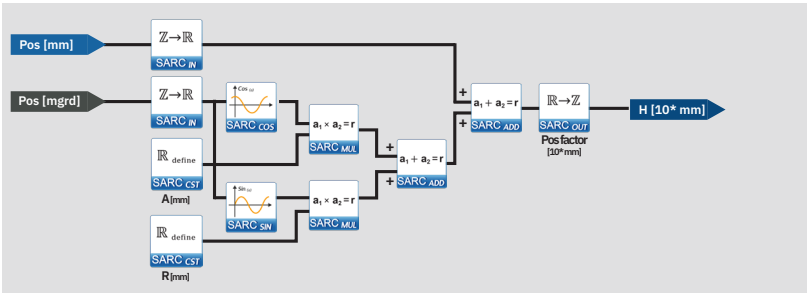 Pos [mm]
ℤ→ℝ
SARC IN
Pos [mgrd]
ℤ→ℝ
SARC IN
Cos (x)
SARC COS
a₁ × a₂ = r
SARC MUL
ℝ define
SARC CST
A [mm]
Sin (x)
SARC SIN
a₁ × a₂ = r
SARC MUL
ℝ define
SARC CST
R [mm]
+
+
a₁ + a₂ = r
SARC ADD
+
+
a₁ + a₂ = r
SARC ADD
ℝ→ℤ
SARC OUT
Pos factor
[10* mm]
H [10* mm]